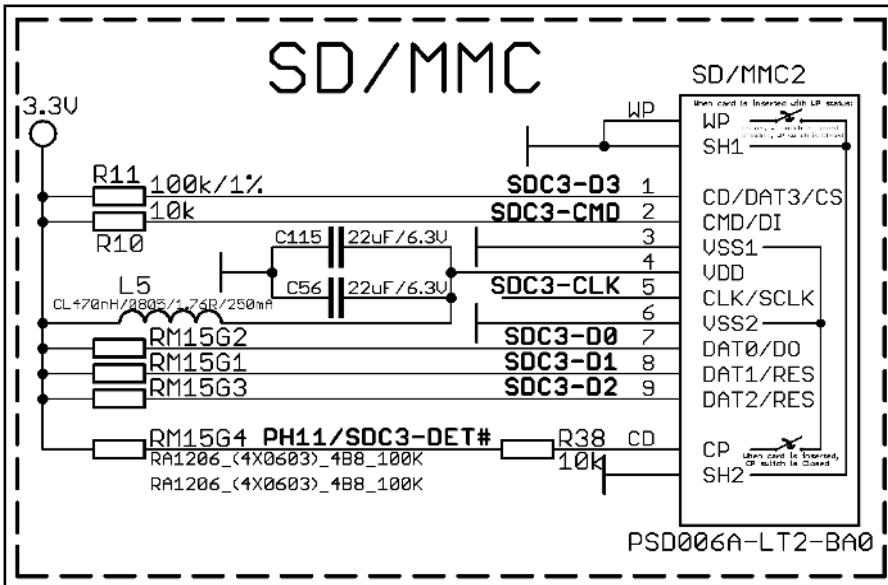 SD/MMC
SD/MMC2
3.3V
WP
When card is inserted with WP status:
WP
SH1
R11 100k/1%
SDC3-D3 1
CD/DAT3/CS
10k
SDC3-CMD 2
CMD/DI
R10
C115 22uF/6.3V
3
VSS1
4
VDD
L5
C56 22uF/6.3V
SDC3-CLK 5
CLK/SCLK
CL470nH/0805/1.76R/250mA
6
VSS2
RM15G2
SDC3-D0 7
DAT0/DO
RM15G1
SDC3-D1 8
DAT1/RES
RM15G3
SDC3-D2 9
DAT2/RES
RM15G4 PH11/SDC3-DET#
R38
CD
CP
10k
When card is inserted,
CP switch is Closed
RA1206_(4X0603)_4B8_100K
SH2
RA1206_(4X0603)_4B8_100K
PSD006A-LT2-BA0